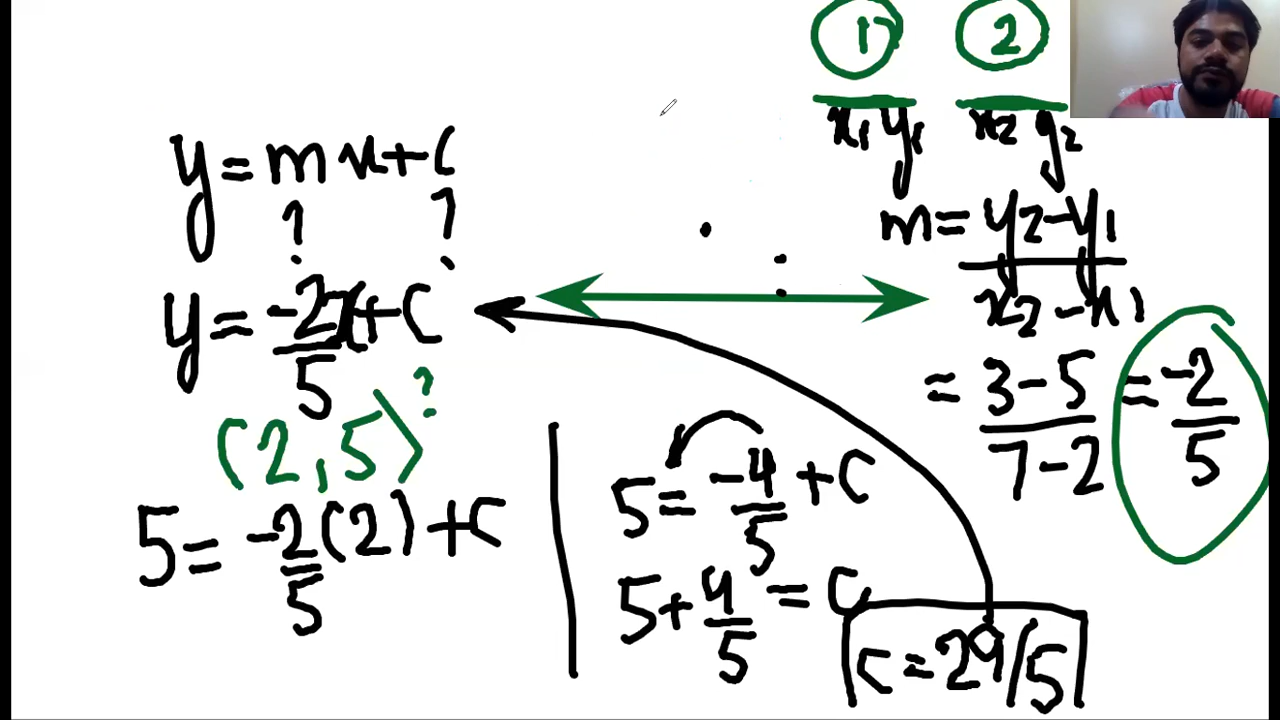 1 2
x1 y1 x2 y2
y = mx + c
? ?
m = y2 - y1 / x2 - x1
y = -2/5 x + c
?
= 3 - 5 / 7 - 2 = -2/5
(2, 5)
5 = -2/5 (2) + c
5 = -4/5 + c
5 + 4/5 = c
c = 29/5